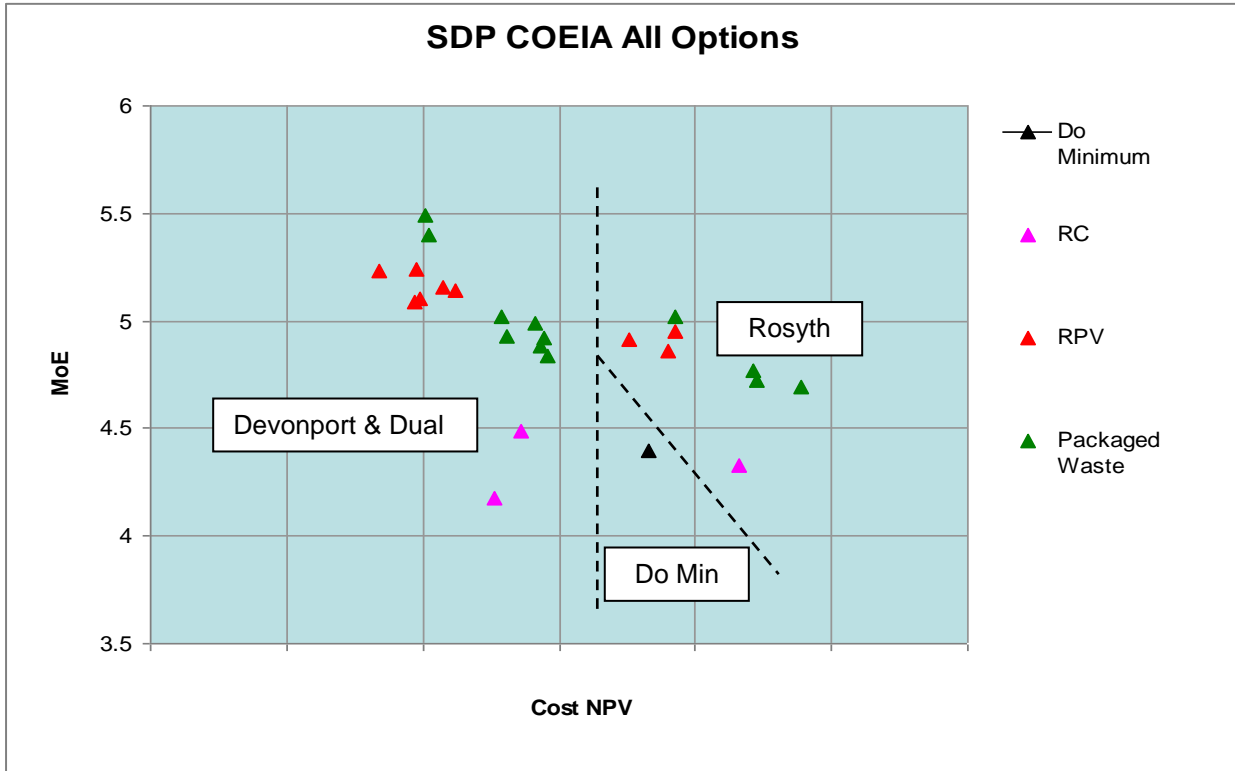 SDP COEIA All Options
6
5.5
5
4.5
4
3.5
MoE
Cost NPV
Devonport & Dual
Rosyth
Do Min
Do
Minimum
RC
RPV
Packaged
Waste